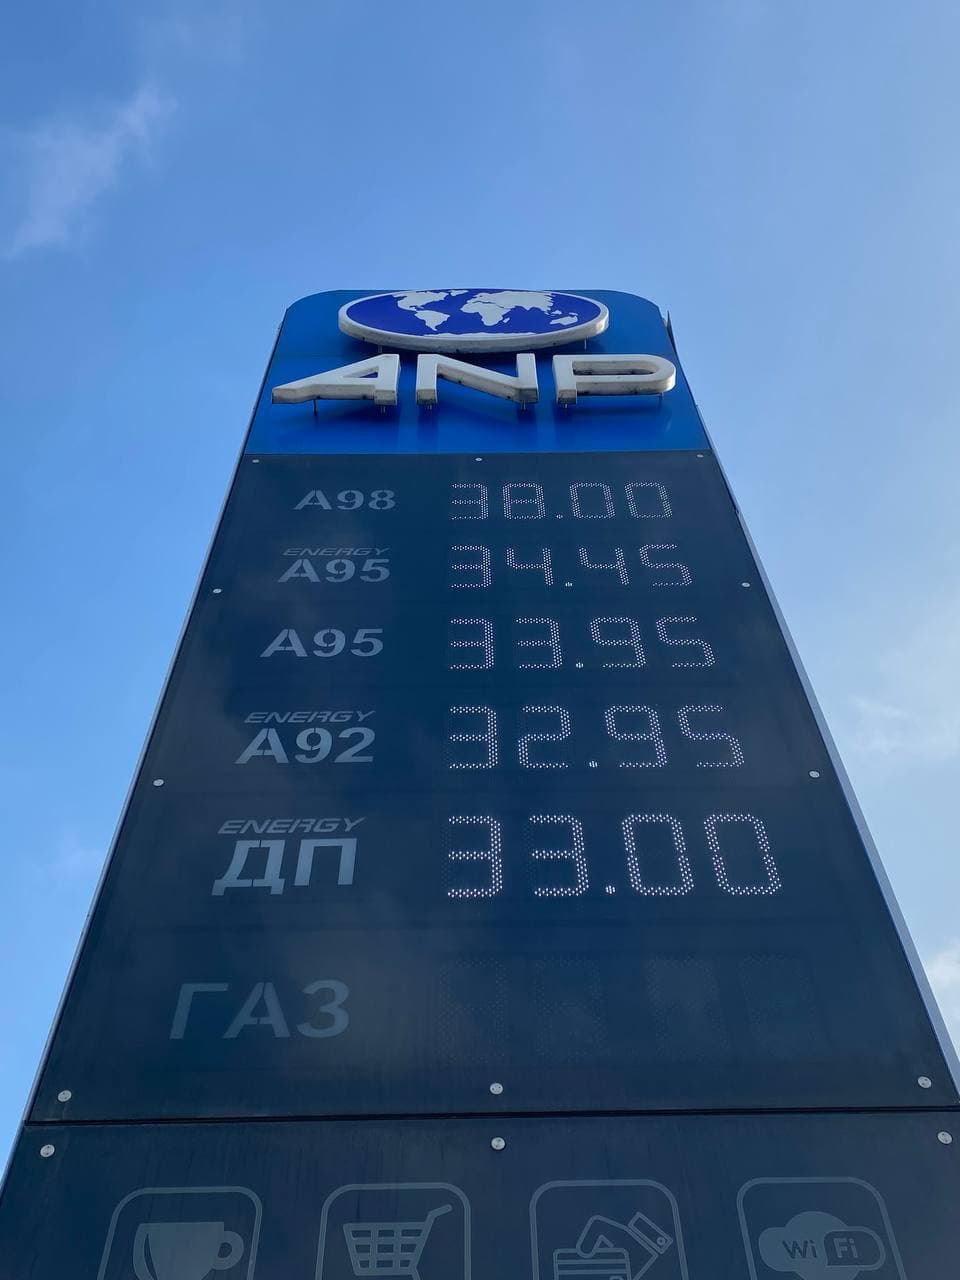 ANP
A98 38.00
ENERGY
A95 34.45
A95 33.95
ENERGY
A92 32.95
ENERGY
ДП 33.00
ГАЗ
Wi Fi